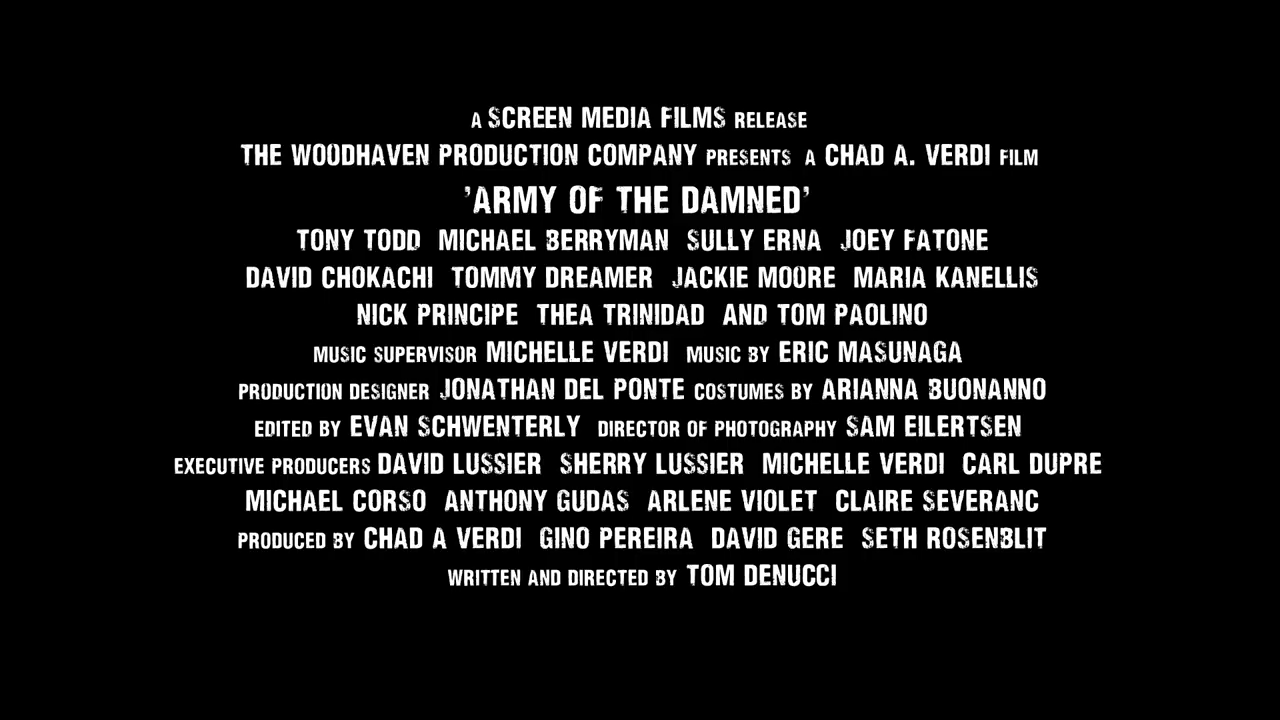 A SCREEN MEDIA FILMS RELEASE
THE WOODHAVEN PRODUCTION COMPANY PRESENTS A CHAD A. VERDI FILM
'ARMY OF THE DAMNED'
TONY TODD MICHAEL BERRYMAN SULLY ERNA JOEY FATONE
DAVID CHOKACHI TOMMY DREAMER JACKIE MOORE MARIA KANELLIS
NICK PRINCIPE THEA TRINIDAD AND TOM PAOLINO
MUSIC SUPERVISOR MICHELLE VERDI MUSIC BY ERIC MASUNAGA
PRODUCTION DESIGNER JONATHAN DEL PONTE COSTUMES BY ARIANNA BUONANNO
EDITED BY EVAN SCHWENTERLY DIRECTOR OF PHOTOGRAPHY SAM EILERTSEN
EXECUTIVE PRODUCERS DAVID LUSSIER SHERRY LUSSIER MICHELLE VERDI CARL DUPRE
MICHAEL CORSO ANTHONY GUDAS ARLENE VIOLET CLAIRE SEVERANC
PRODUCED BY CHAD A VERDI GINO PEREIRA DAVID GERE SETH ROSENBLIT
WRITTEN AND DIRECTED BY TOM DENUCCI